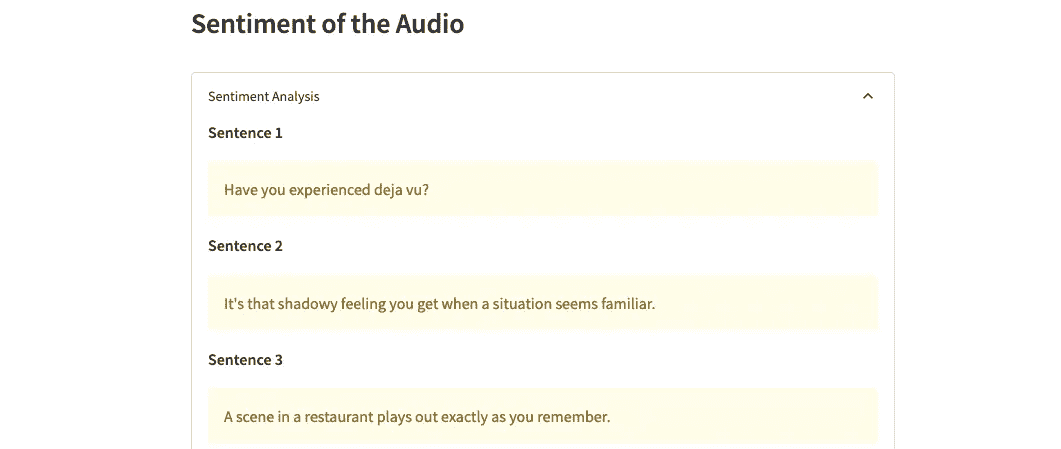 Sentiment of the Audio
Sentiment Analysis
Sentence 1
Have you experienced deja vu?
Sentence 2
It's that shadowy feeling you get when a situation seems familiar.
Sentence 3
A scene in a restaurant plays out exactly as you remember.